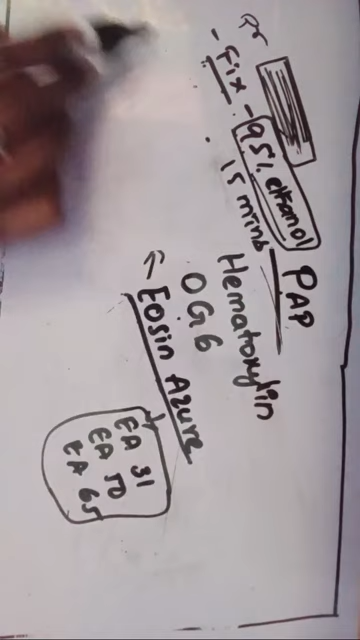 PAP
- Fix - 95% ethanol
15 mins
Hematoxylin
OG 6
Eosin Azure
EA 31
EA 50
EA 65